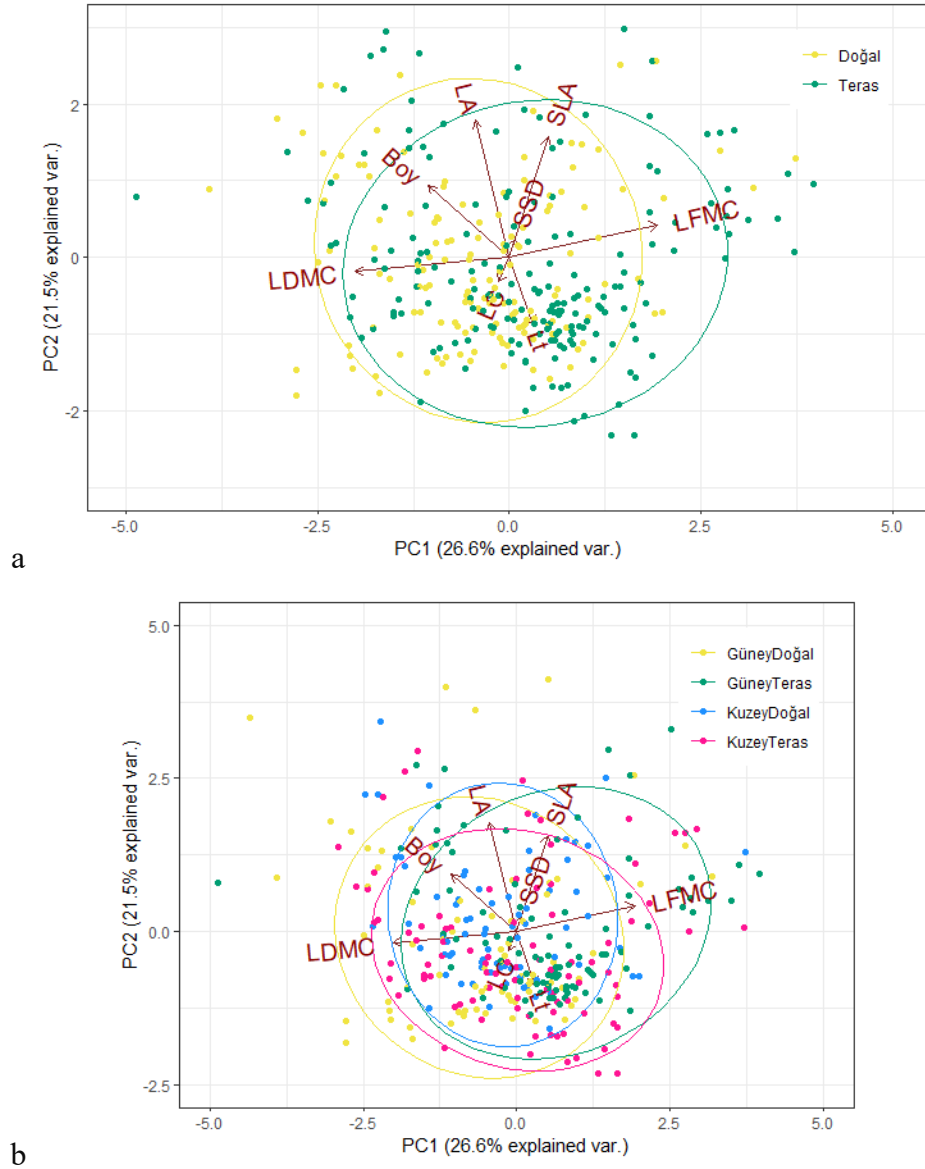 Doğal
Teras
LA
SLA
Boy
SSD
LFMC
LDMC
LC
LT
2
0
-2
PC2 (21.5% explained var.)
-5.0
-2.5
0.0
2.5
5.0
PC1 (26.6% explained var.)
a
5.0
GüneyDoğal
GüneyTeras
KuzeyDoğal
KuzeyTeras
2.5
LA
SLA
Boy
SSD
LFMC
0.0
LDMC
LC
LT
-2.5
PC2 (21.5% explained var.)
-5.0
-2.5
0.0
2.5
5.0
PC1 (26.6% explained var.)
b